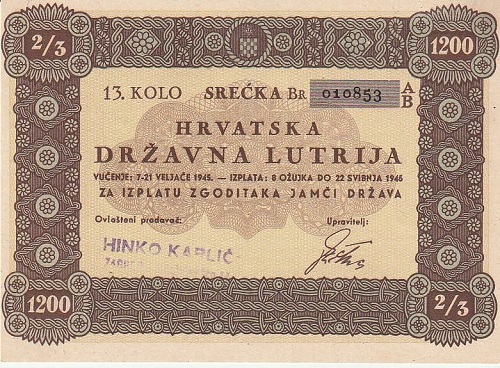 2/3 1200
13. KOLO SREĆKA BR 010853 A/B
HRVATSKA
DRŽAVNA LUTRIJA
VUČENJE: 7-21 VELJAČE 1945. — IZPLATA: 8 OŽUJKA DO 22 SVIBNJA 1945
ZA IZPLATU ZGODITAKA JAMČI DRŽAVA
Ovlašteni prodavač: Upravitelj:
HINKO KARLIĆ
1200 2/3